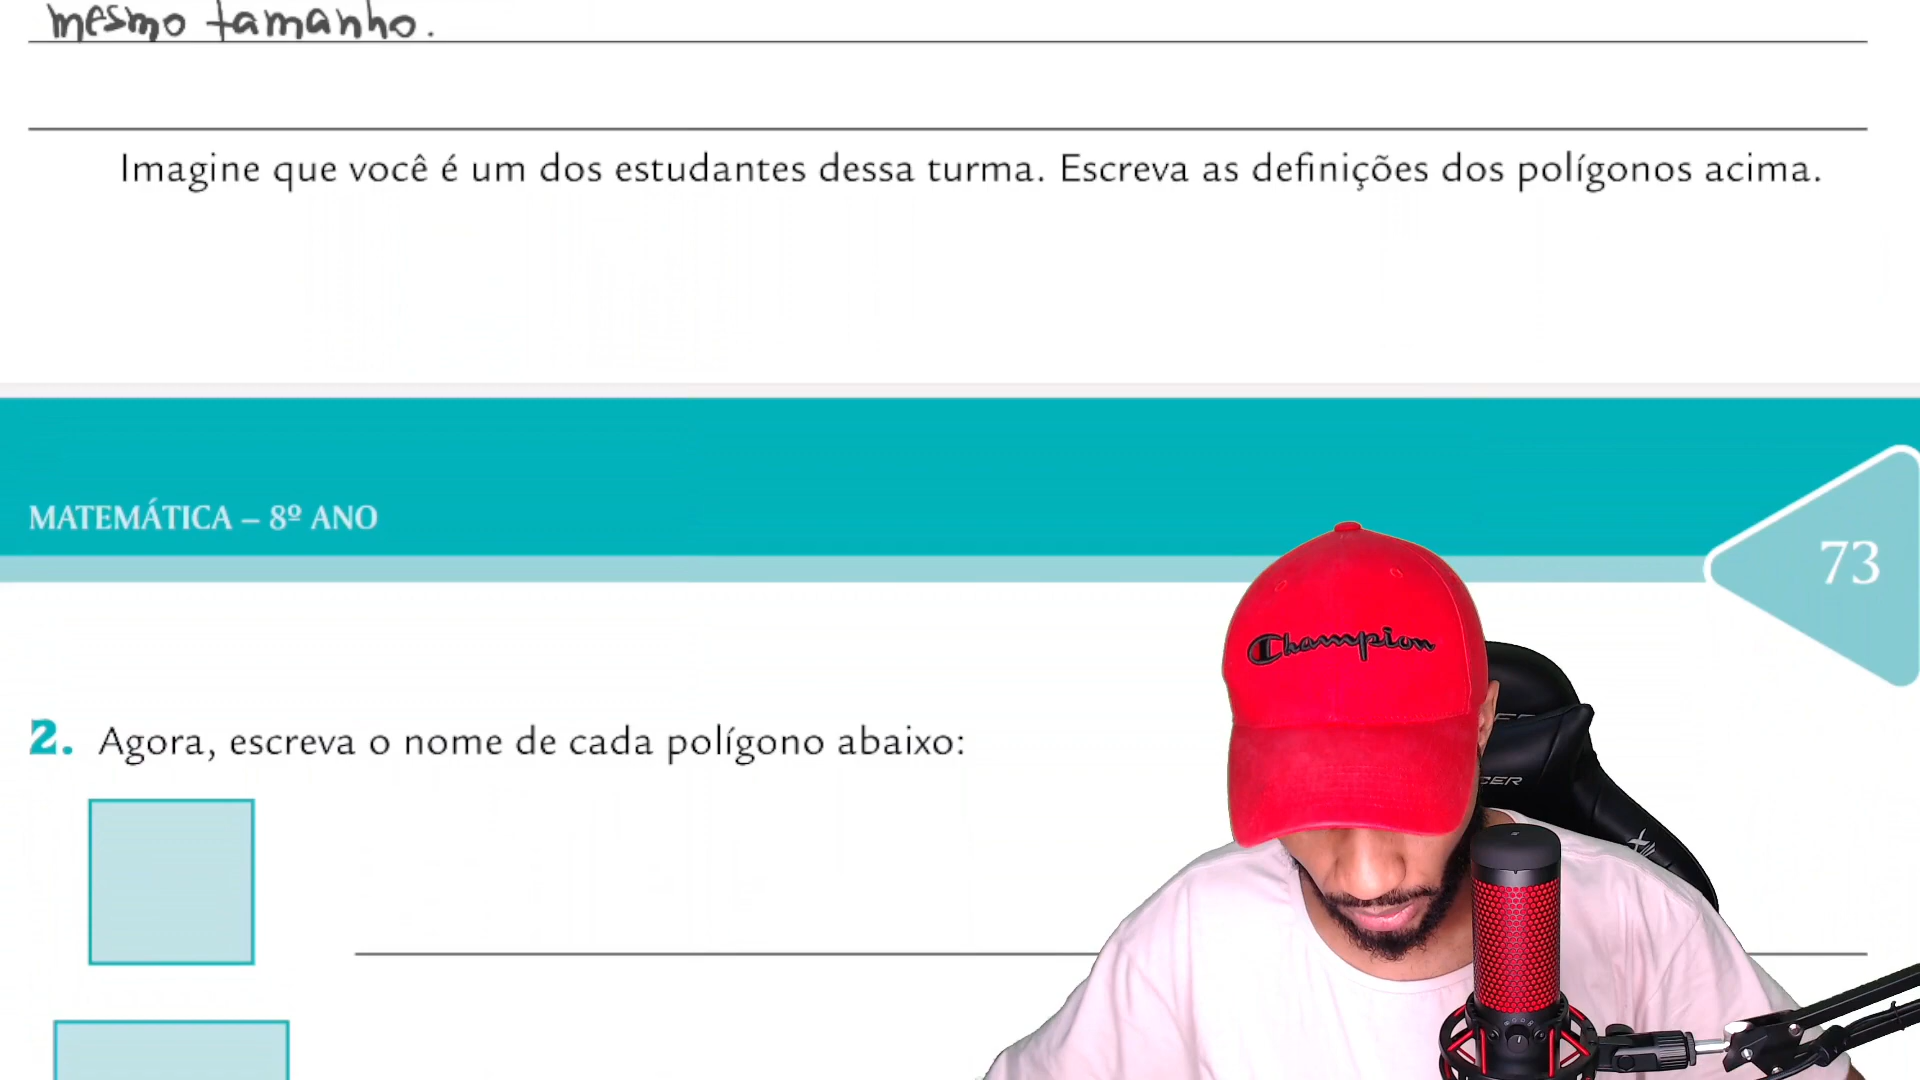 mesmo tamanho.
Imagine que você é um dos estudantes dessa turma. Escreva as definições dos polígonos acima.
MATEMÁTICA – 8º ANO
73
Champion
2. Agora, escreva o nome de cada polígono abaixo: